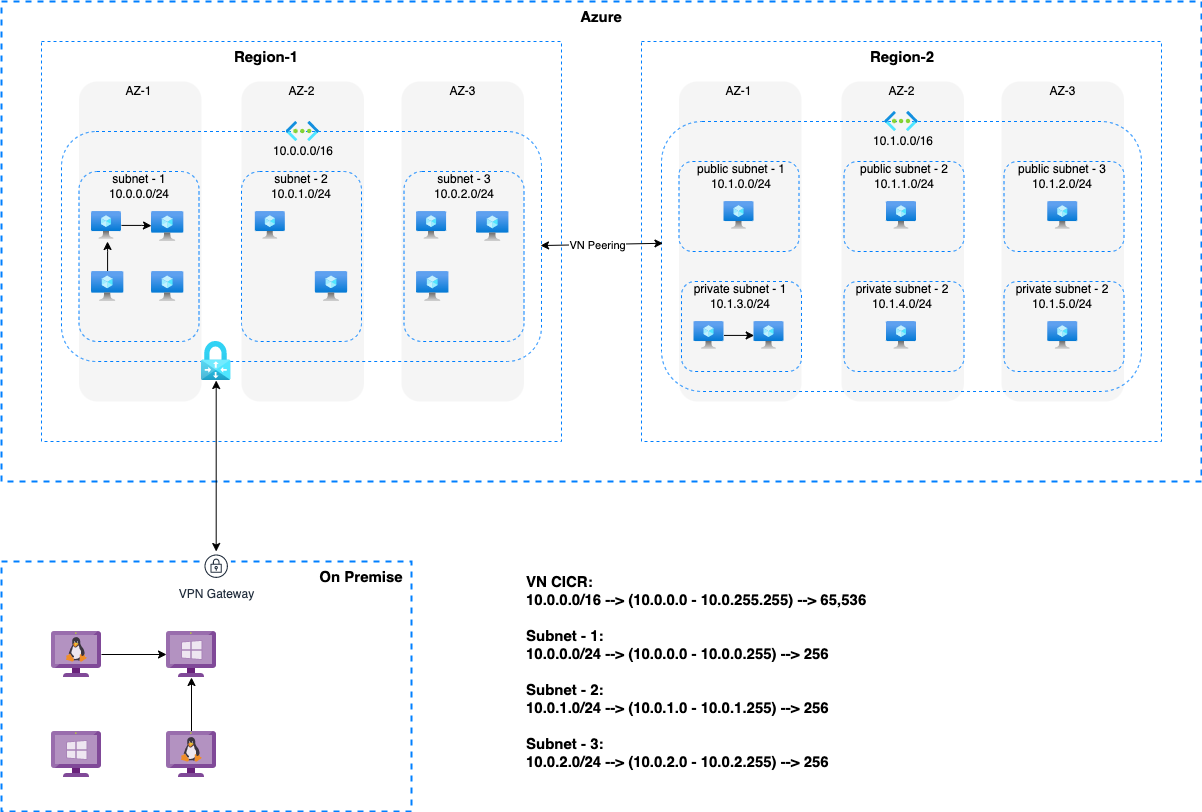 Azure
Region-1
AZ-1
AZ-2
AZ-3
10.0.0.0/16
subnet - 1
10.0.0.0/24
subnet - 2
10.0.1.0/24
subnet - 3
10.0.2.0/24
VN Peering
Region-2
AZ-1
AZ-2
AZ-3
10.1.0.0/16
public subnet - 1
10.1.0.0/24
public subnet - 2
10.1.1.0/24
public subnet - 3
10.1.2.0/24
private subnet - 1
10.1.3.0/24
private subnet - 2
10.1.4.0/24
private subnet - 2
10.1.5.0/24
On Premise
VPN Gateway
VN CICR:
10.0.0.0/16 --> (10.0.0.0 - 10.0.255.255) --> 65,536
Subnet - 1:
10.0.0.0/24 --> (10.0.0.0 - 10.0.0.255) --> 256
Subnet - 2:
10.0.1.0/24 --> (10.0.1.0 - 10.0.1.255) --> 256
Subnet - 3:
10.0.2.0/24 --> (10.0.2.0 - 10.0.2.255) --> 256